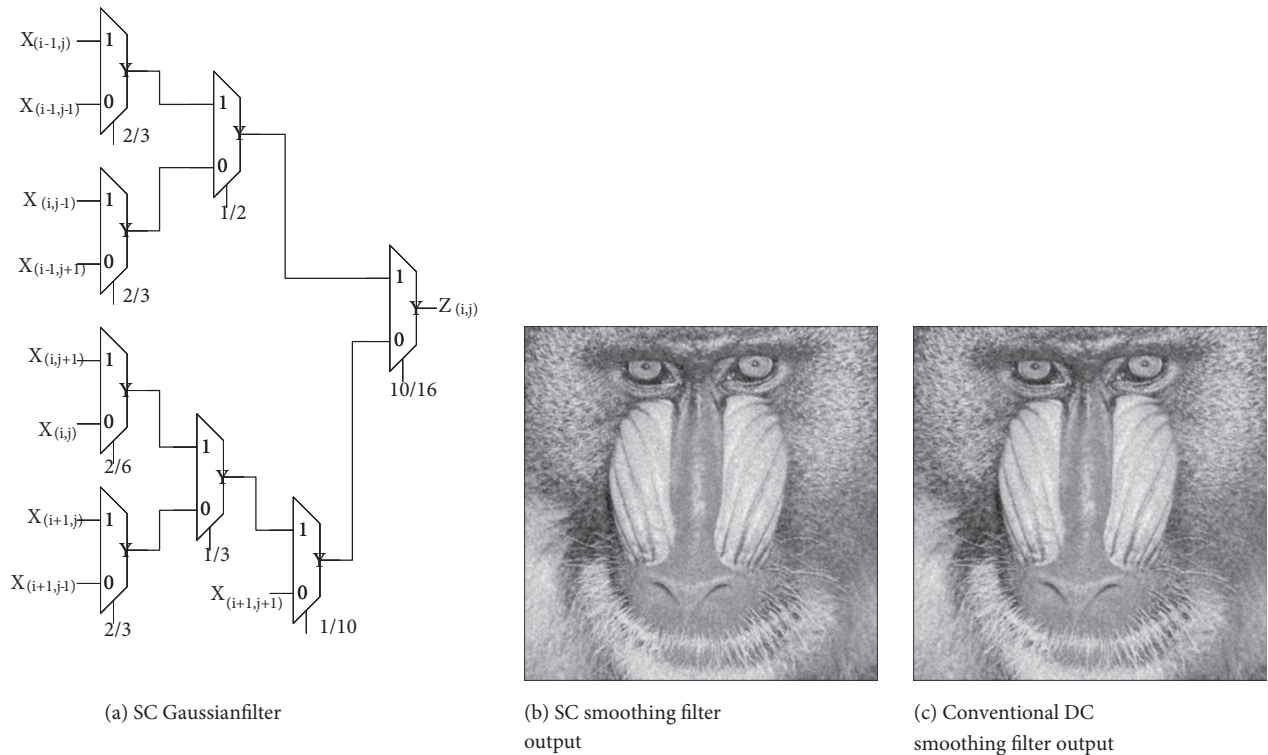 X(i-1,j)
1
Y
X(i-1,j-1)
0
2/3
1
Y
0
1/2
X(i,j-1)
1
Y
X(i-1,j+1)
0
2/3
1
Y
Z(i,j)
0
10/16
X(i,j+1)
1
Y
X(i,j)
0
2/6
1
Y
0
1/3
X(i+1,j)
1
Y
X(i+1,j-1)
0
2/3
1
Y
X(i+1,j+1)
0
1/10
(a) SC Gaussianfilter
(b) SC smoothing filter
output
(c) Conventional DC
smoothing filter output